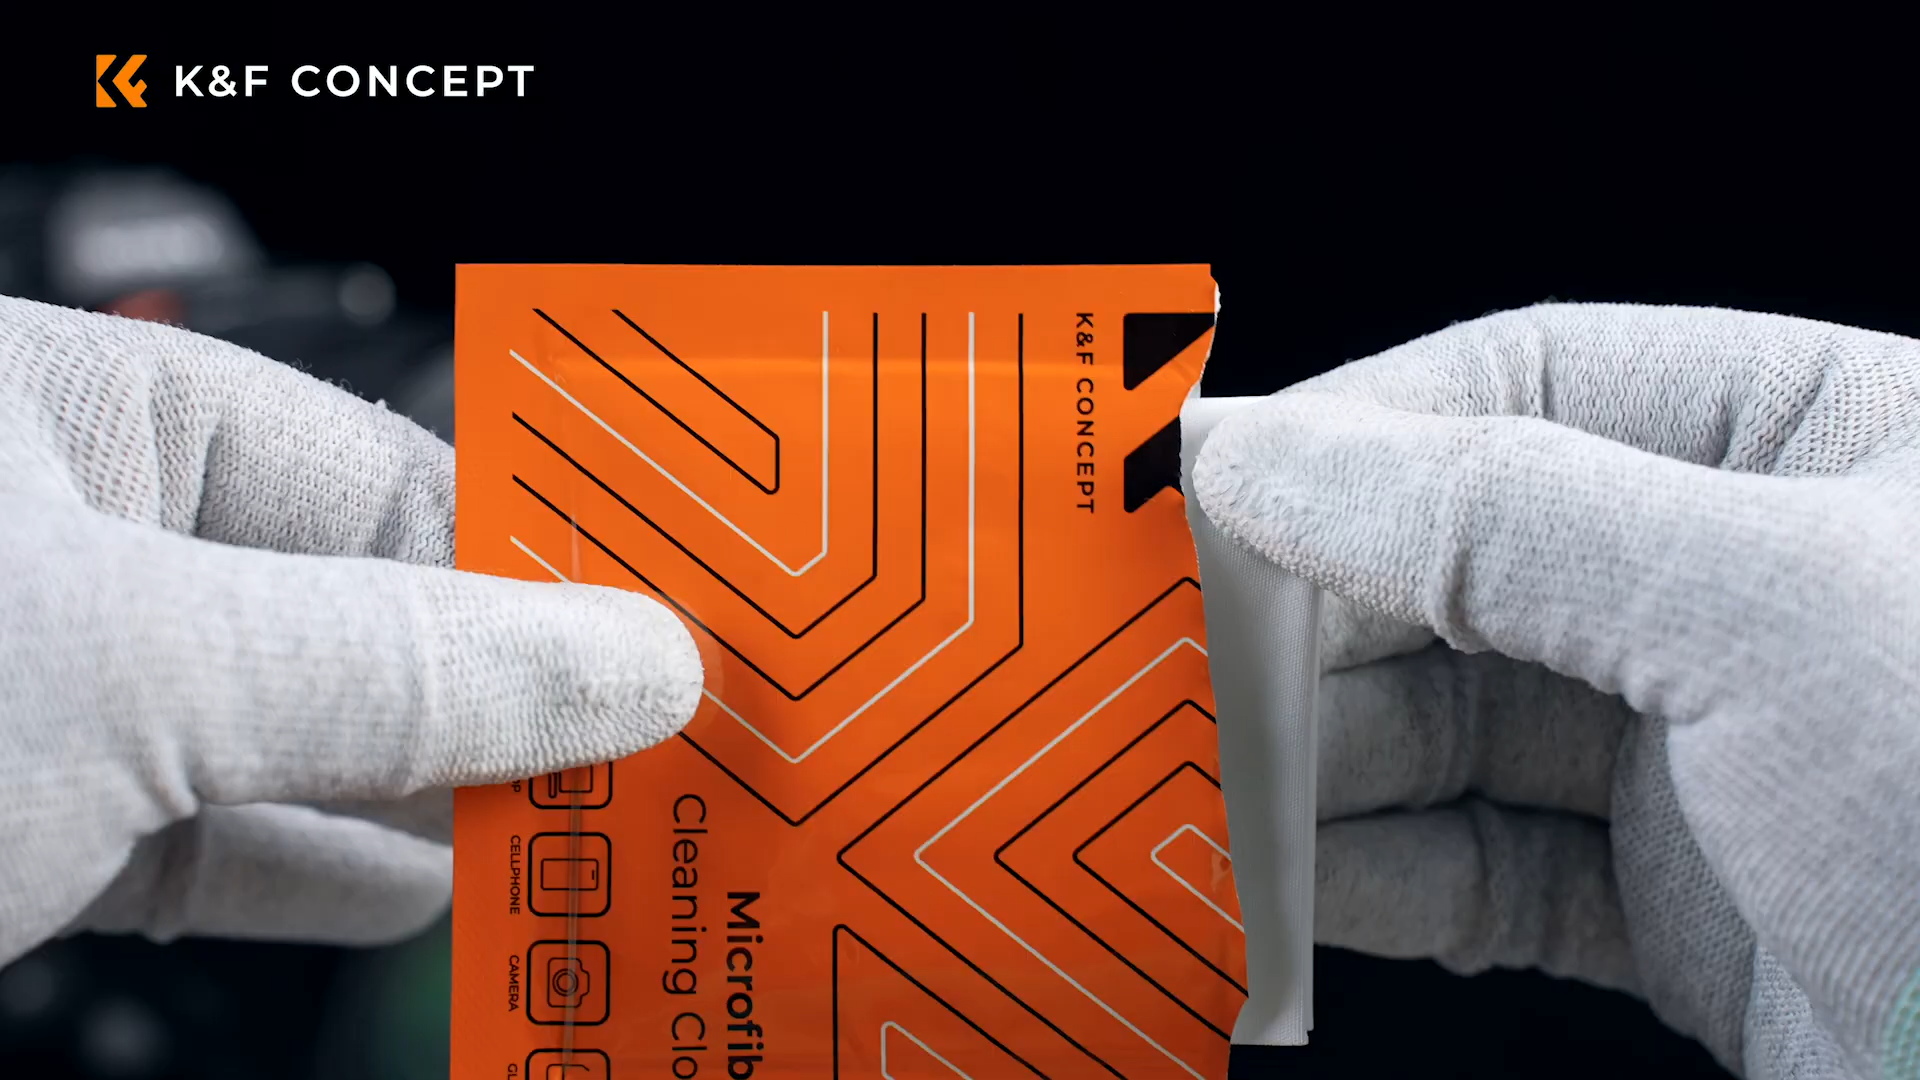 K&F CONCEPT
K&F CONCEPT
Microfib
Cleaning Clo
CELLPHONE
CAMERA